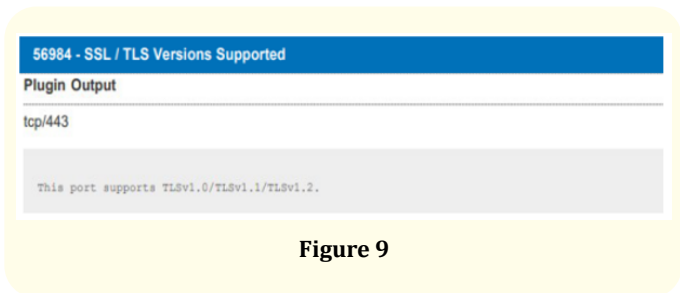 56984 - SSL / TLS Versions Supported
Plugin Output
tcp/443
This port supports TLSv1.0/TLSv1.1/TLSv1.2.
Figure 9